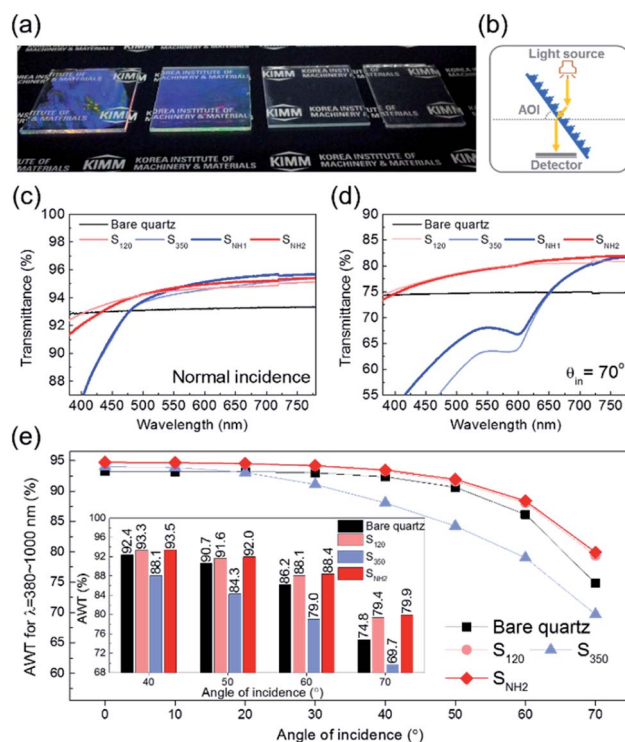 (a)
KOREA INSTITUTE OF
MACHINERY & MATERIALS
KIMM
KOREA INSTITUTE OF
MACHINERY & MATERIALS
KIMM
KIMM
KOREA INSTITUTE OF
MACHINERY & MATERIALS
KIMM
KOREA INSTITUTE OF
MACHINERY & MATERIALS
KIMM
(b)
Light source
AOI
Detector
(c)
Bare quartz
S120 S350 SNH1 SNH2
Transmittance (%)
96
94
92
90
88
Normal incidence
400 450 500 550 600 650 700 750
Wavelength (nm)
(d)
Bare quartz
S120 S350 SNH1 SNH2
Transmittance (%)
90
85
80
75
70
65
60
55
θin = 70°
400 450 500 550 600 650 700 750
Wavelength (nm)
(e)
AWT for λ=380~1000 nm (%)
95
90
85
80
75
70
65
60
0 10 20 30 40 50 60 70
Angle of incidence (°)
Bare quartz
S120 S350
SNH2
AWT (%)
96
92
88
84
80
76
72
68
92.4 93.3 88.1 93.5
90.7 91.6 84.3 92.0
86.2 88.1 79.0 88.4
74.8 79.4 69.7 79.9
40 50 60 70
Angle of incidence (°)
Bare quartz
S120
S350
SNH2